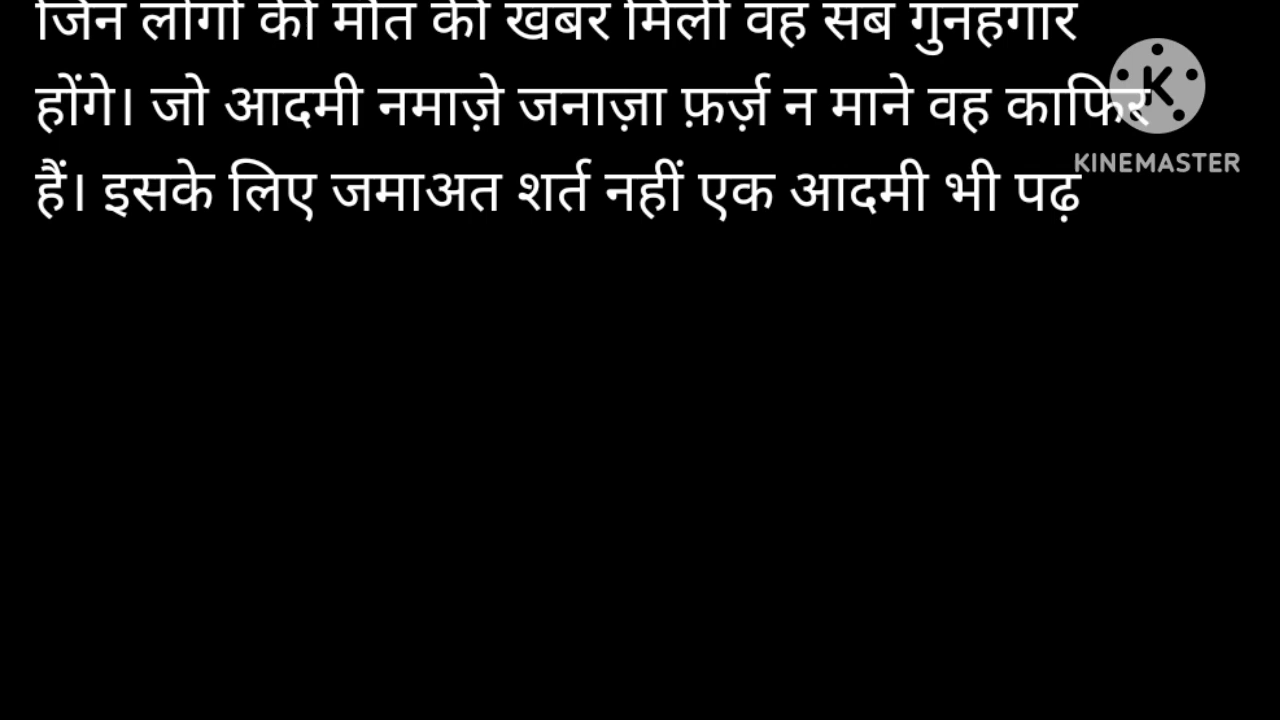 जिन लोगों को मौत की खबर मिली वह सब गुनहगार
होंगे। जो आदमी नमाज़े जनाज़ा फ़र्ज़ न माने वह काफिर
हैं। इसके लिए जमाअत शर्त नहीं एक आदमी भी पढ़
KINEMASTER